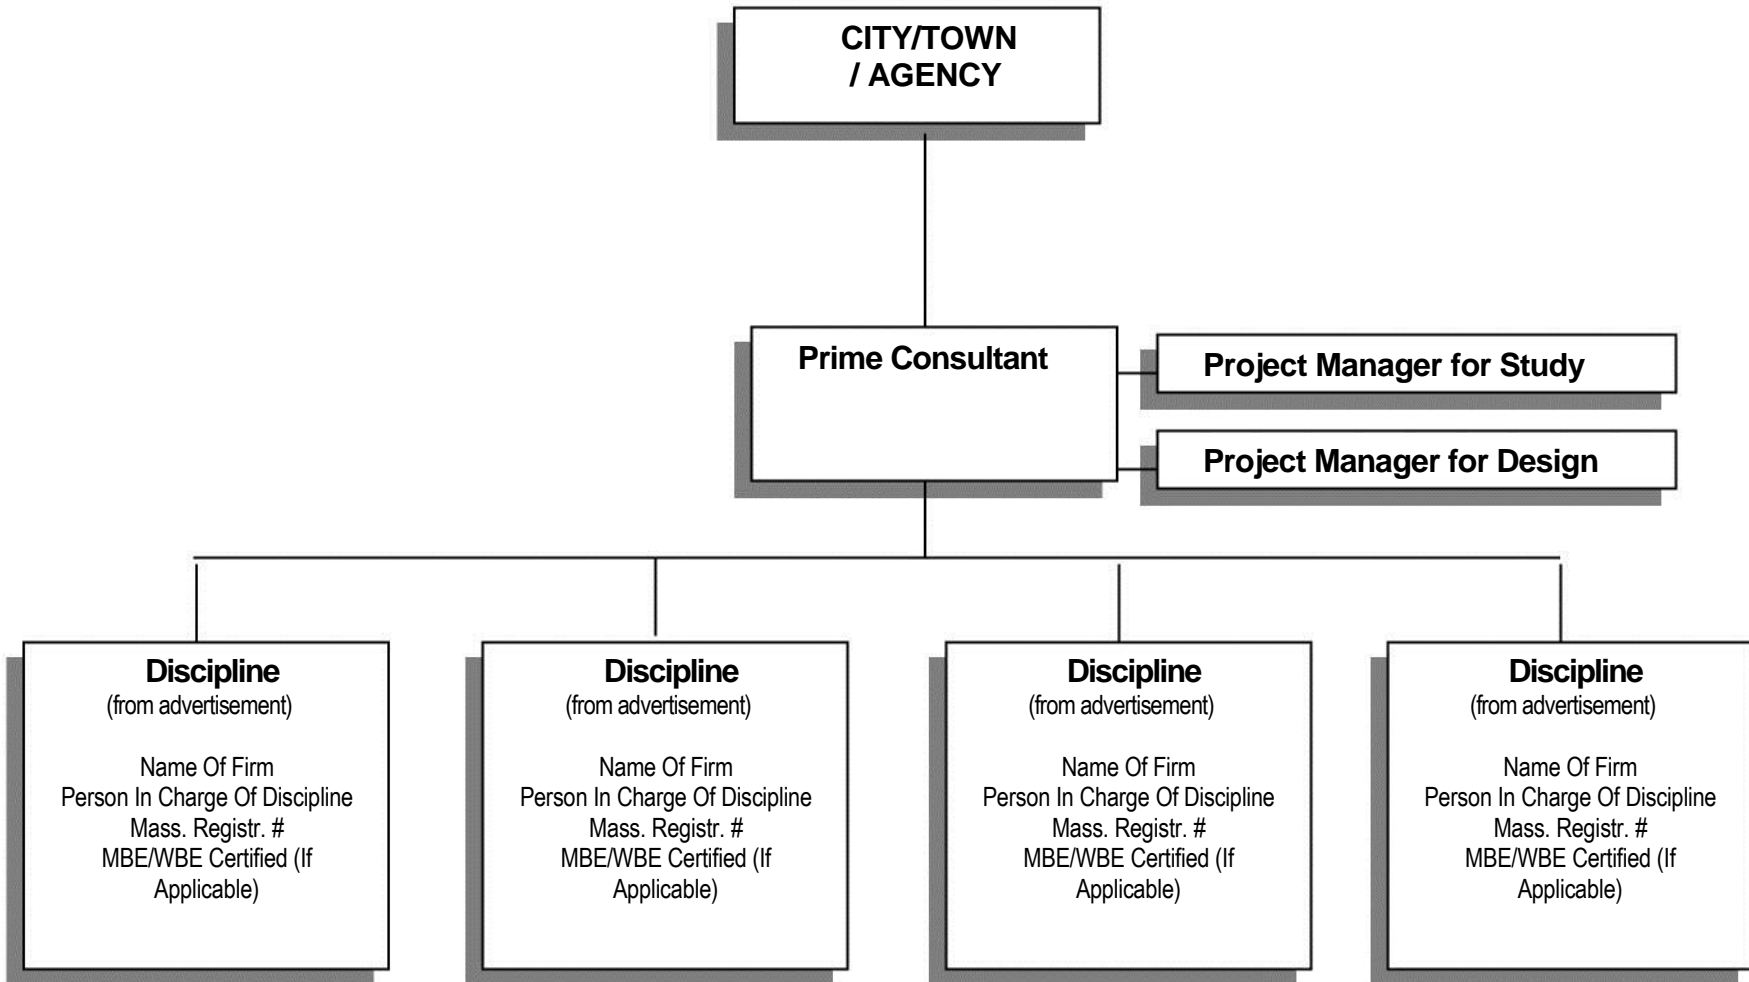 CITY/TOWN
/ AGENCY
Prime Consultant
Project Manager for Study
Project Manager for Design
Discipline
(from advertisement)
Name Of Firm
Person In Charge Of Discipline
Mass. Registr. #
MBE/WBE Certified (If
Applicable)
Discipline
(from advertisement)
Name Of Firm
Person In Charge Of Discipline
Mass. Registr. #
MBE/WBE Certified (If
Applicable)
Discipline
(from advertisement)
Name Of Firm
Person In Charge Of Discipline
Mass. Registr. #
MBE/WBE Certified (If
Applicable)
Discipline
(from advertisement)
Name Of Firm
Person In Charge Of Discipline
Mass. Registr. #
MBE/WBE Certified (If
Applicable)